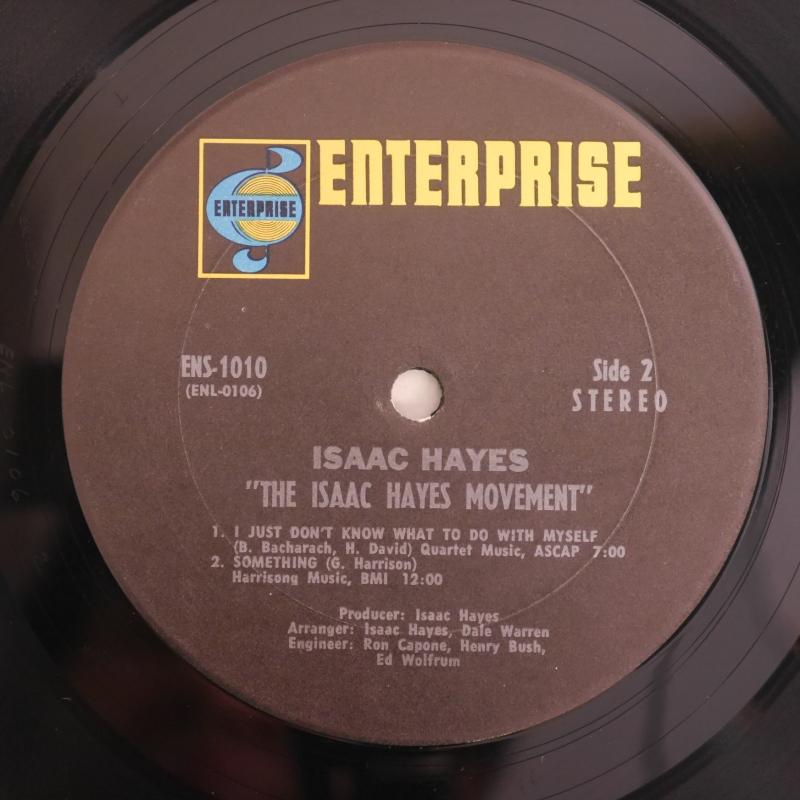 ENTERPRISE
ENTERPRISE
ENS-1010
(ENL-0106)
Side 2
STEREO
ISAAC HAYES
"THE ISAAC HAYES MOVEMENT"
1. I JUST DON'T KNOW WHAT TO DO WITH MYSELF
(B. Bacharach, H. David) Quartet Music, ASCAP 7:00
2. SOMETHING (G. Harrison)
Harrisong Music, BMI 12:00
Producer: Isaac Hayes
Arranger: Isaac Hayes, Dale Warren
Engineer: Ron Capone, Henry Bush,
Ed Wolfrum